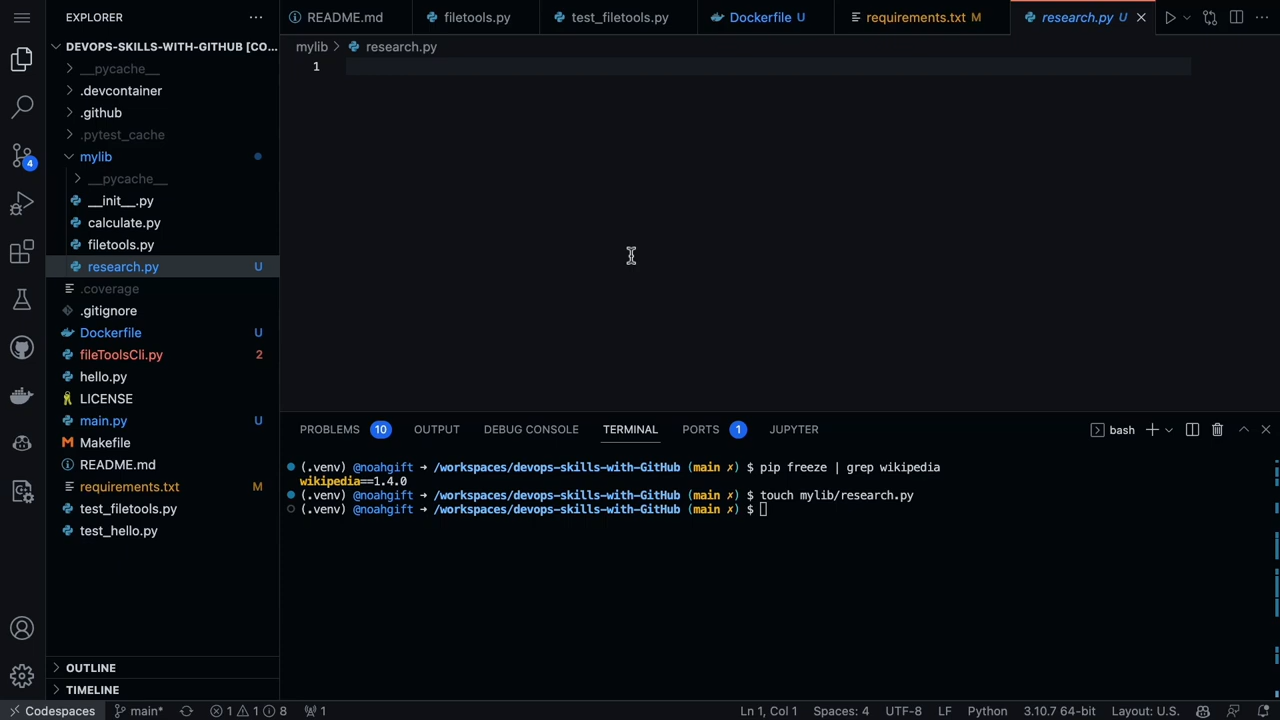 EXPLORER
DEVOPS-SKILLS-WITH-GITHUB [CO...
__pycache__
.devcontainer
.github
.pytest_cache
mylib
__pycache__
__init__.py
calculate.py
filetools.py
research.py U
.coverage
.gitignore
Dockerfile U
fileToolsCli.py 2
hello.py
LICENSE
main.py U
Makefile
README.md
requirements.txt M
test_filetools.py
test_hello.py
OUTLINE
TIMELINE
4
README.md filetools.py test_filetools.py Dockerfile U requirements.txt M research.py U
mylib > research.py
1
PROBLEMS 10 OUTPUT DEBUG CONSOLE TERMINAL PORTS 1 JUPYTER bash
(.venv) @noahgift → /workspaces/devops-skills-with-GitHub (main ✗) $ pip freeze | grep wikipedia
wikipedia==1.4.0
(.venv) @noahgift → /workspaces/devops-skills-with-GitHub (main ✗) $ touch mylib/research.py
(.venv) @noahgift → /workspaces/devops-skills-with-GitHub (main ✗) $
Codespaces main* 1 1 8 1 Ln 1, Col 1 Spaces: 4 UTF-8 LF Python 3.10.7 64-bit Layout: U.S.